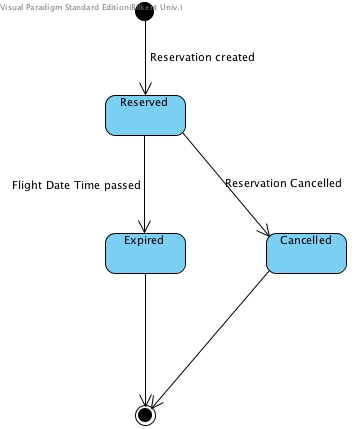 Visual Paradigm Standard Edition(Bilkent Univ.)
Reservation created
Reserved
Flight Date Time passed
Reservation Cancelled
Expired
Cancelled